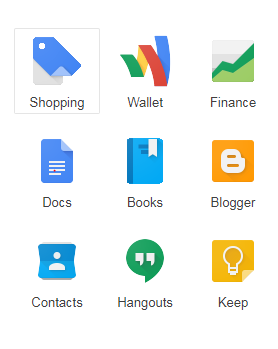 Shopping Wallet Finance
Docs Books Blogger
Contacts Hangouts Keep